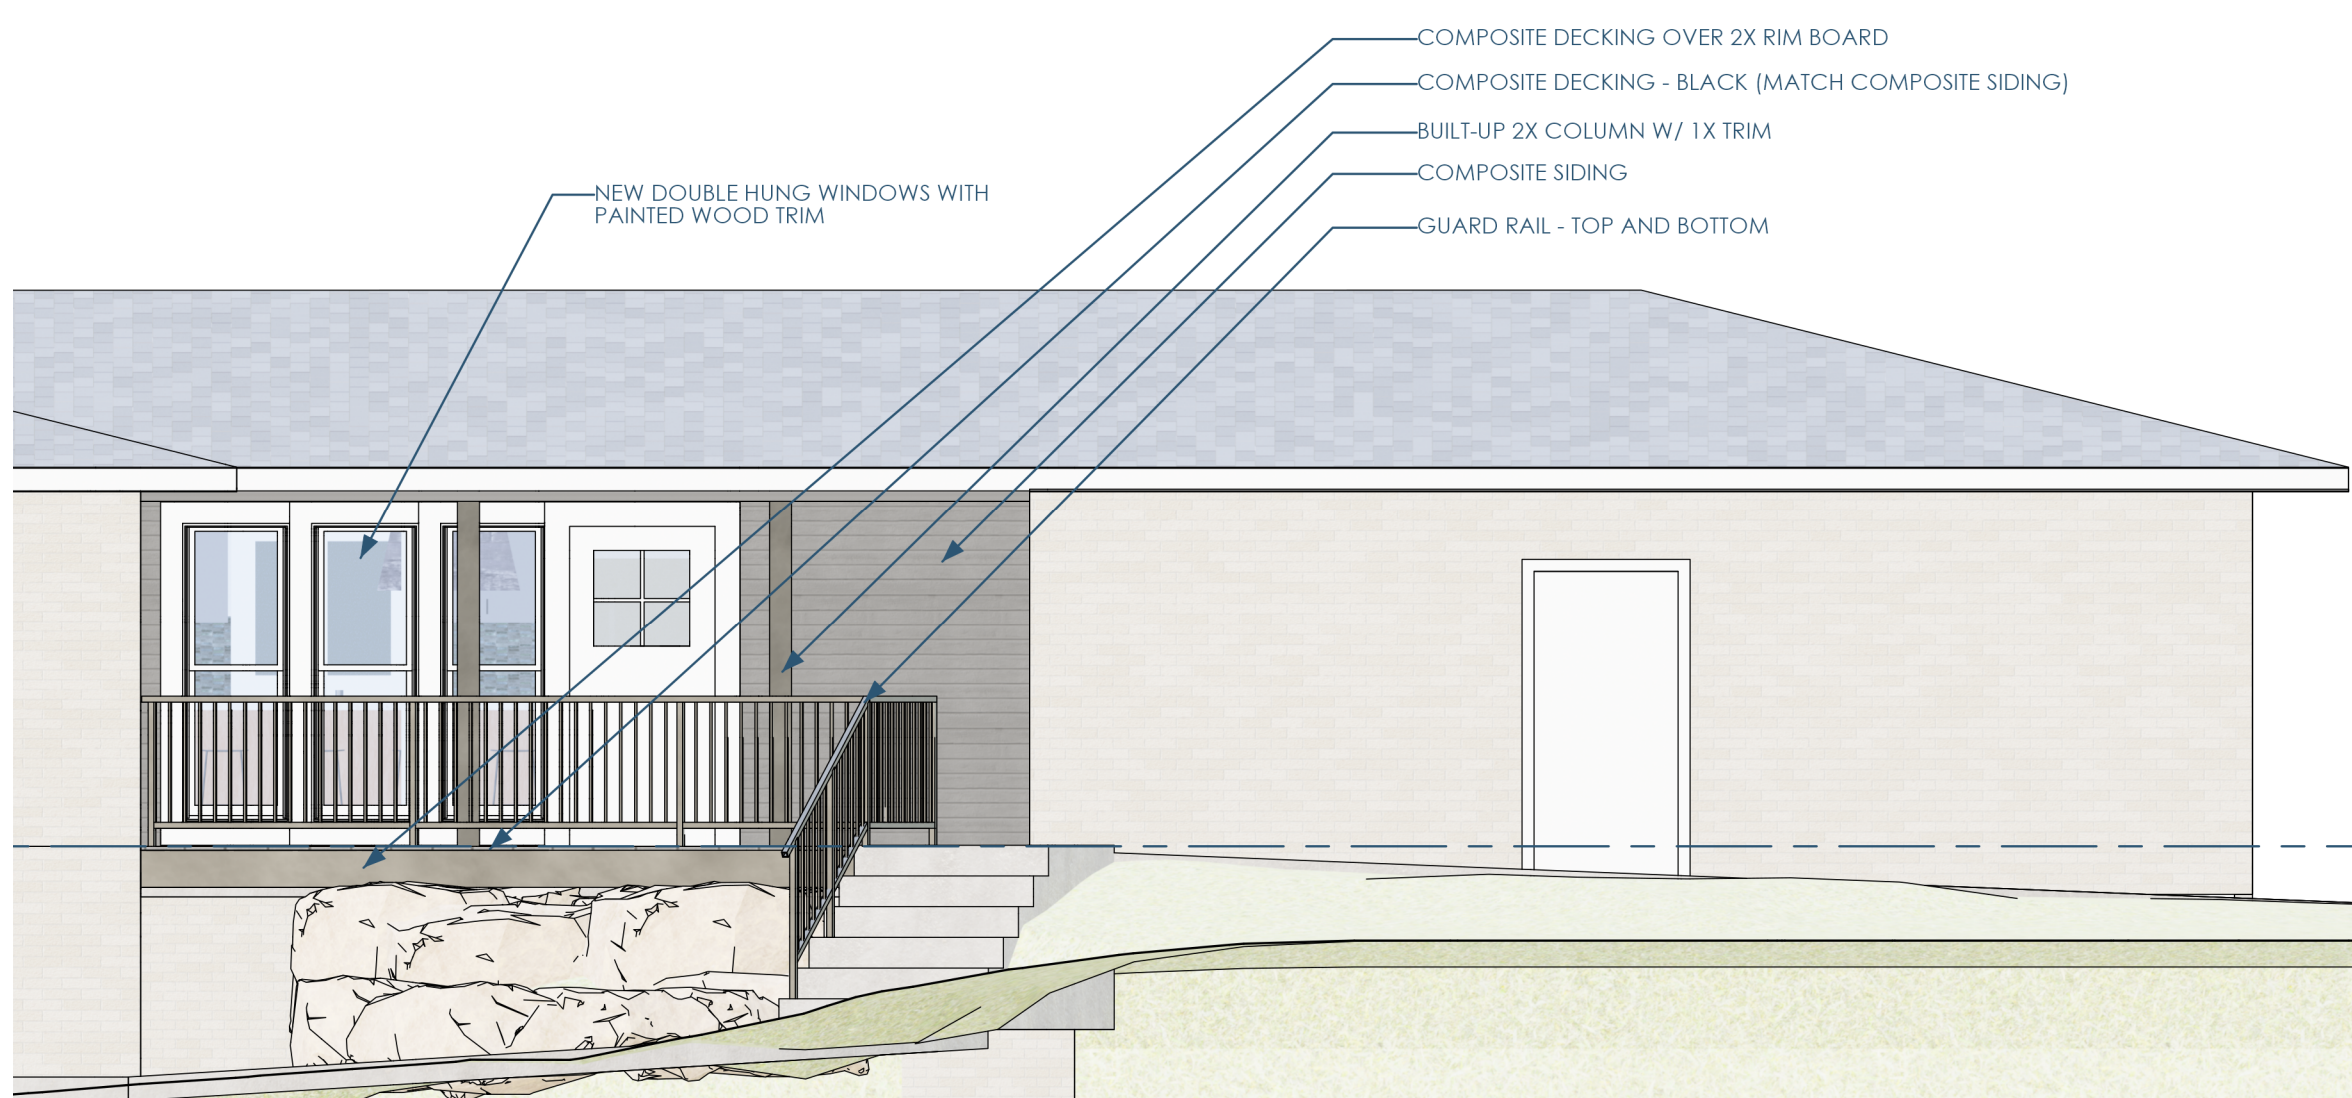 COMPOSITE DECKING OVER 2X RIM BOARD
COMPOSITE DECKING - BLACK (MATCH COMPOSITE SIDING)
BUILT-UP 2X COLUMN W/ 1X TRIM
COMPOSITE SIDING
GUARD RAIL - TOP AND BOTTOM
NEW DOUBLE HUNG WINDOWS WITH
PAINTED WOOD TRIM